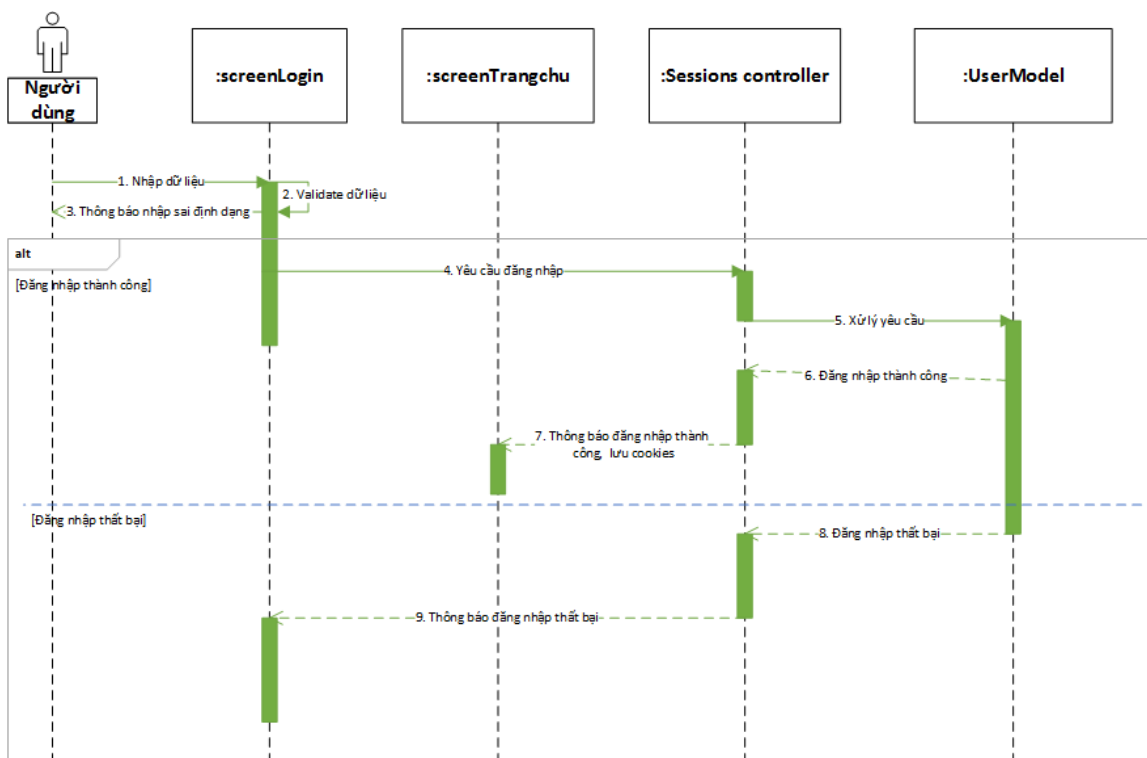 Người
dùng
:screenLogin
:screenTrangchu
:Sessions controller
:UserModel
1. Nhập dữ liệu
2. Validate dữ liệu
3. Thông báo nhập sai định dạng
alt
4. Yêu cầu đăng nhập
[Đăng nhập thành công]
5. Xử lý yêu cầu
6. Đăng nhập thành công
7. Thông báo đăng nhập thành
công, lưu cookies
[Đăng nhập thất bại]
8. Đăng nhập thất bại
9. Thông báo đăng nhập thất bại